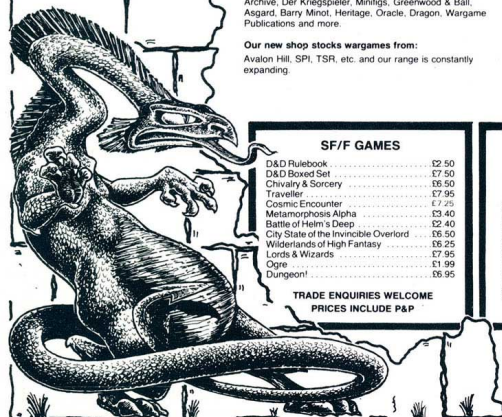 Archive, Der Kriegspieler, Minifigs, Greenwood & Ball,
Asgard, Barry Minot, Heritage, Oracle, Dragon, Wargame
Publications and more.
Our new shop stocks wargames from:
Avalon Hill, SPI, TSR, etc. and our range is constantly
expanding.
SF/F GAMES
D&D Rulebook . . . . . . . . . . . . . . . . . . . . £2.50
D&D Boxed Set . . . . . . . . . . . . . . . . . . . £7.50
Chivalry & Sorcery . . . . . . . . . . . . . . . . . £6.50
Traveller . . . . . . . . . . . . . . . . . . . . . . . . £7.95
Cosmic Encounter . . . . . . . . . . . . . . . . . £7.25
Metamorphosis Alpha . . . . . . . . . . . . . . £3.40
Battle of Helm's Deep . . . . . . . . . . . . . . £2.40
City State of the Invincible Overlord . . . £6.50
Wilderlands of High Fantasy . . . . . . . . . £6.25
Lords & Wizards . . . . . . . . . . . . . . . . . . £7.95
Ogre . . . . . . . . . . . . . . . . . . . . . . . . . . . £1.99
Dungeon! . . . . . . . . . . . . . . . . . . . . . . . £6.95
TRADE ENQUIRIES WELCOME
PRICES INCLUDE P&P